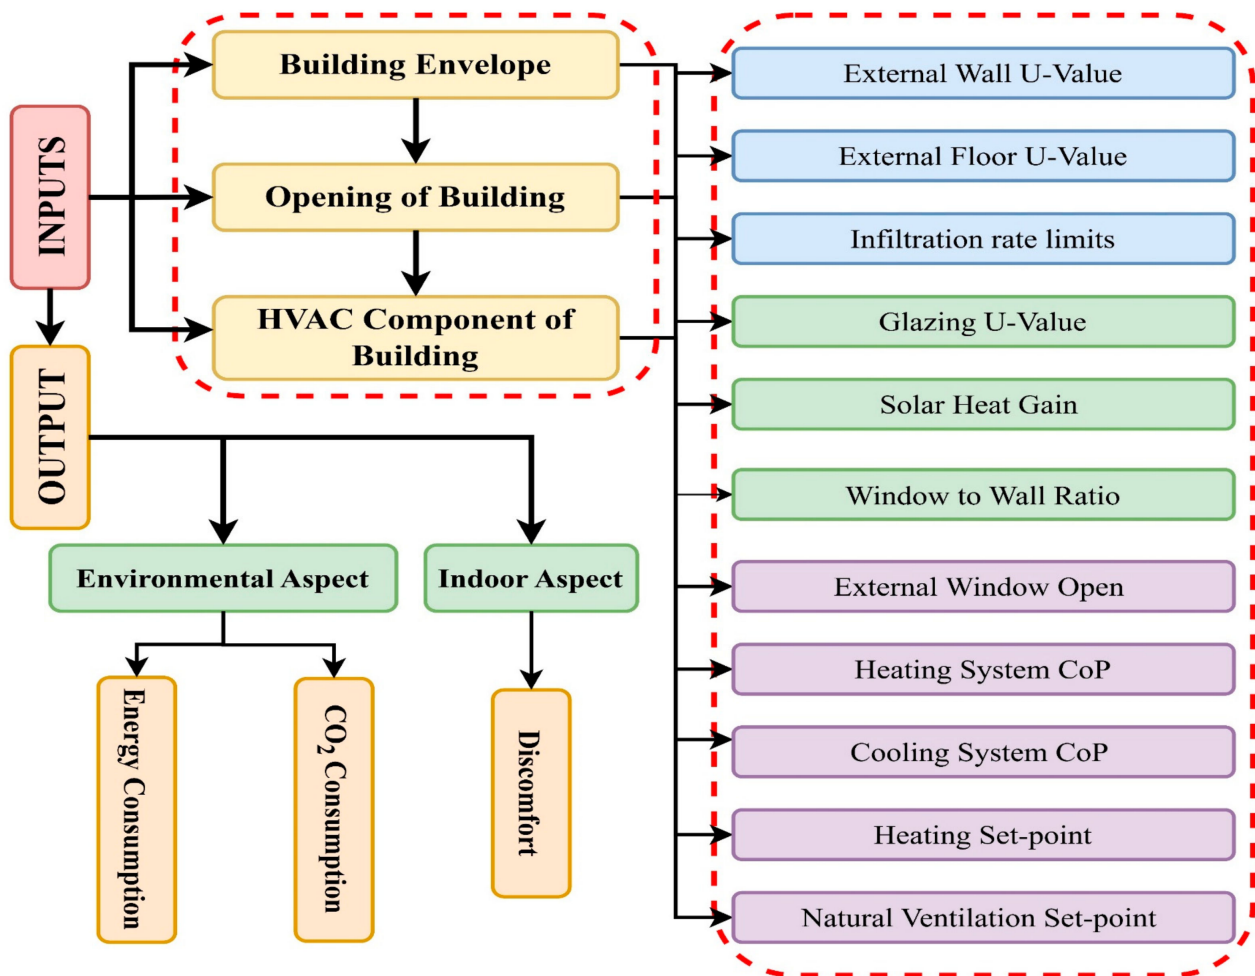 INPUTS
OUTPUT
Building Envelope
Opening of Building
HVAC Component of
Building
Environmental Aspect
Indoor Aspect
Energy Consumption
CO₂ Consumption
Discomfort
External Wall U-Value
External Floor U-Value
Infiltration rate limits
Glazing U-Value
Solar Heat Gain
Window to Wall Ratio
External Window Open
Heating System CoP
Cooling System CoP
Heating Set-point
Natural Ventilation Set-point